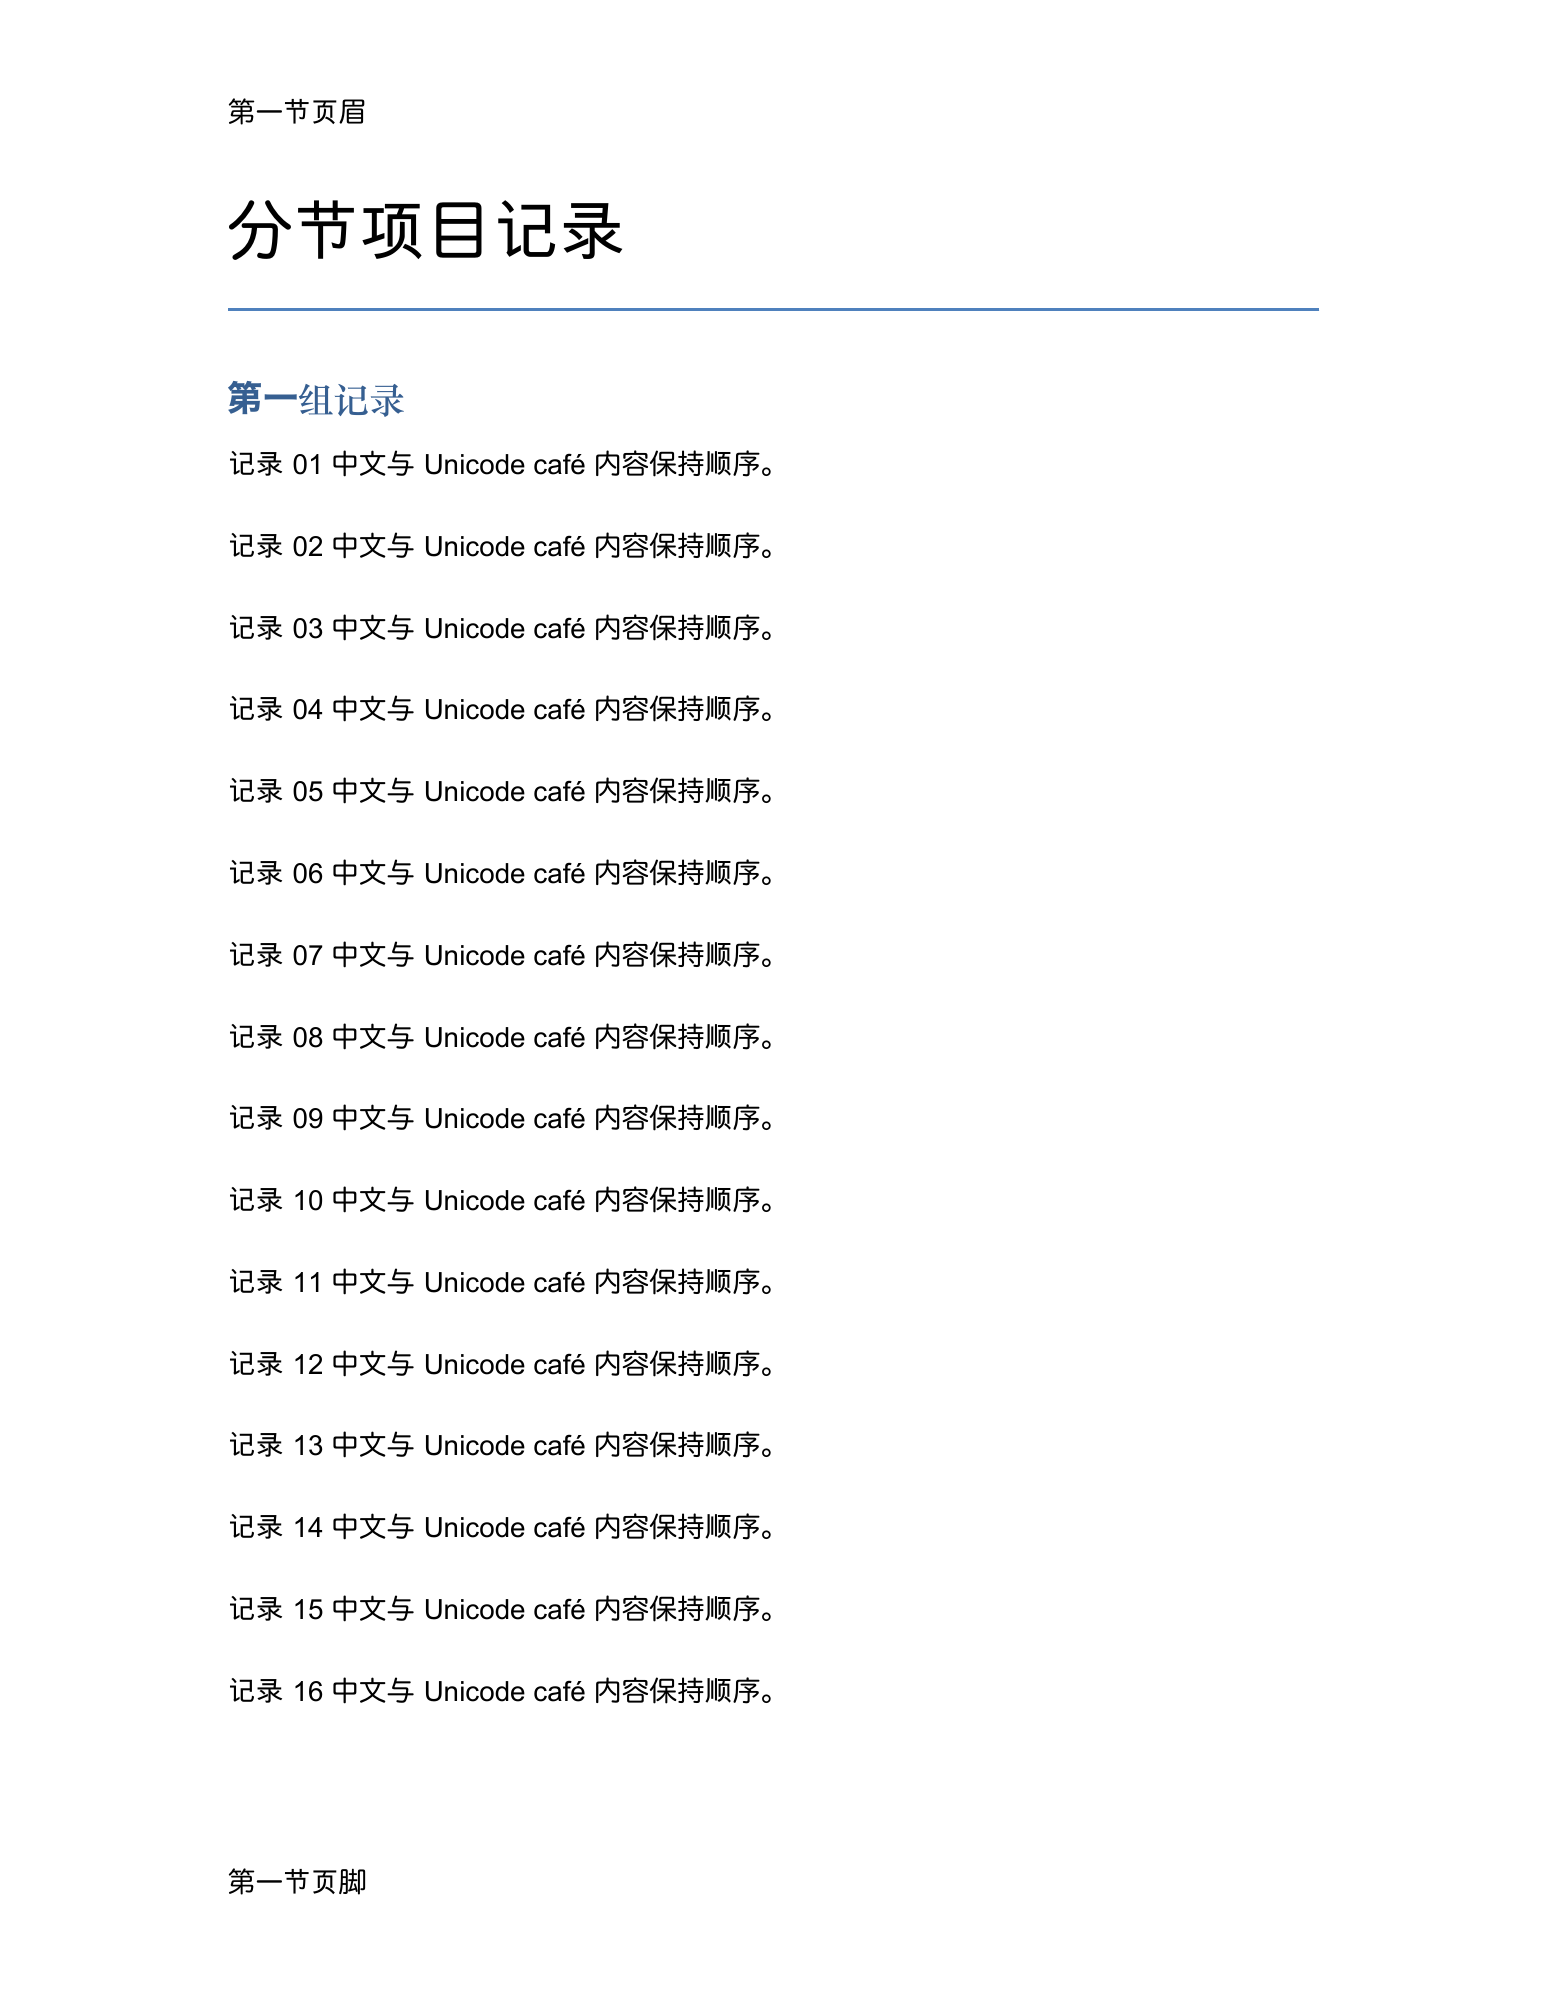 第一节页眉
分节项目记录
第一组记录
记录 01 中文与 Unicode café 内容保持顺序。
记录 02 中文与 Unicode café 内容保持顺序。
记录 03 中文与 Unicode café 内容保持顺序。
记录 04 中文与 Unicode café 内容保持顺序。
记录 05 中文与 Unicode café 内容保持顺序。
记录 06 中文与 Unicode café 内容保持顺序。
记录 07 中文与 Unicode café 内容保持顺序。
记录 08 中文与 Unicode café 内容保持顺序。
记录 09 中文与 Unicode café 内容保持顺序。
记录 10 中文与 Unicode café 内容保持顺序。
记录 11 中文与 Unicode café 内容保持顺序。
记录 12 中文与 Unicode café 内容保持顺序。
记录 13 中文与 Unicode café 内容保持顺序。
记录 14 中文与 Unicode café 内容保持顺序。
记录 15 中文与 Unicode café 内容保持顺序。
记录 16 中文与 Unicode café 内容保持顺序。
第一节页脚